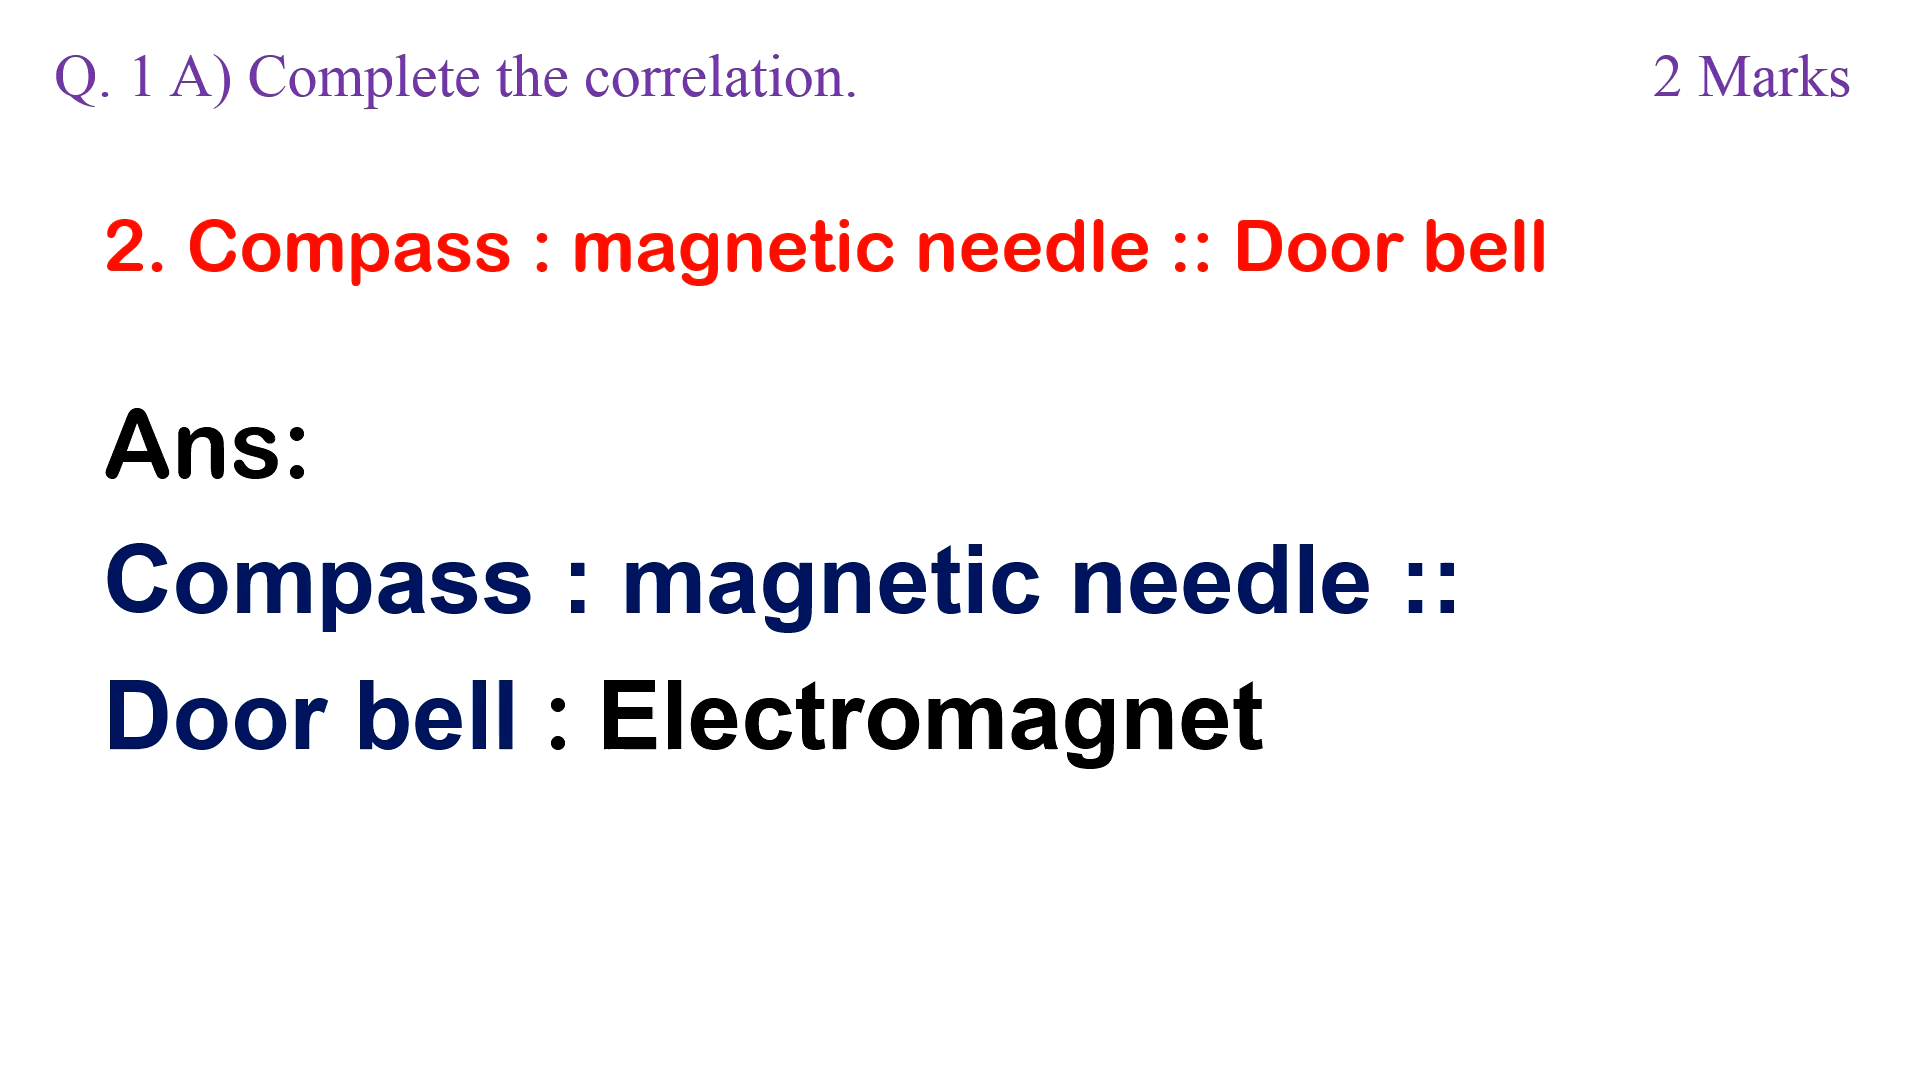 Q. 1 A) Complete the correlation. 2 Marks
2. Compass : magnetic needle :: Door bell
Ans:
Compass : magnetic needle ::
Door bell : Electromagnet